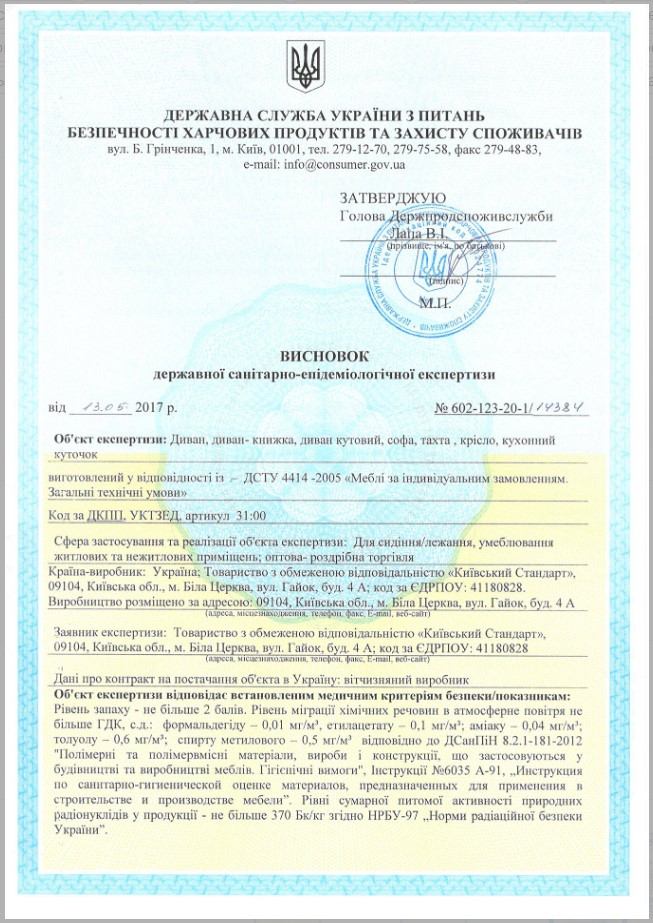 ДЕРЖАВНА СЛУЖБА УКРАЇНИ З ПИТАНЬ
БЕЗПЕЧНОСТІ ХАРЧОВИХ ПРОДУКТІВ ТА ЗАХИСТУ СПОЖИВАЧІВ
вул. Б. Грінченка, 1, м. Київ, 01001, тел. 279-12-70, 279-75-58, факс 279-48-83,
e-mail: info@consumer.gov.ua
ЗАТВЕРДЖУЮ
Голова Держпродспоживслужби
Лапа В.І.
(прізвище, ім'я, по батькові)
(підпис)
М.П.
ВИСНОВОК
державної санітарно-епідеміологічної експертизи
від 13.05 2017 р. № 602-123-20-1/14384
Об'єкт експертизи: Диван, диван- книжка, диван кутовий, софа, тахта , крісло, кухонний
куточок
виготовлений у відповідності із - ДСТУ 4414 -2005 «Меблі за індивідуальним замовленням.
Загальні технічні умови»
Код за ДКПП, УКТЗЕД, артикул 31:00
Сфера застосування та реалізації об'єкта експертизи: Для сидіння/лежання, умеблювання
житлових та нежитлових приміщень; оптова- роздрібна торгівля
Країна-виробник: Україна; Товариство з обмеженою відповідальністю «Київський Стандарт»,
09104, Київська обл., м. Біла Церква, вул. Гайок, буд. 4 А; код за ЄДРПОУ: 41180828.
Виробництво розміщено за адресою: 09104, Київська обл., м. Біла Церква, вул. Гайок, буд. 4 А
(адреса, місцезнаходження, телефон, факс, E-mail, веб-сайт)
Заявник експертизи: Товариство з обмеженою відповідальністю «Київський Стандарт»,
09104, Київська обл., м. Біла Церква, вул. Гайок, буд. 4 А; код за ЄДРПОУ: 41180828
(адреса, місцезнаходження, телефон, факс, E-mail, веб-сайт)
Дані про контракт на постачання об'єкта в Україну: вітчизняний виробник
Об'єкт експертизи відповідає встановленим медичним критеріям безпеки/показникам:
Рівень запаху - не більше 2 балів. Рівень міграції хімічних речовин в атмосферне повітря не
більше ГДК, с.д.: формальдегіду – 0,01 мг/м³, етилацетату – 0,1 мг/м³; аміаку – 0,04 мг/м³;
толуолу – 0,6 мг/м³; спирту метилового – 0,5 мг/м³ відповідно до ДСанПіН 8.2.1-181-2012
"Полімерні та полімервмісні матеріали, вироби і конструкції, що застосовуються у
будівництві та виробництві меблів. Гігієнічні вимоги", Інструкції №6035 А-91, „Инструкция
по санитарно-гигиенической оценке материалов, предназначенных для применения в
строительстве и производстве мебели”. Рівні сумарної питомої активності природних
радіонуклідів у продукції - не більше 370 Бк/кг згідно НРБУ-97 „Норми радіаційної безпеки
України”.